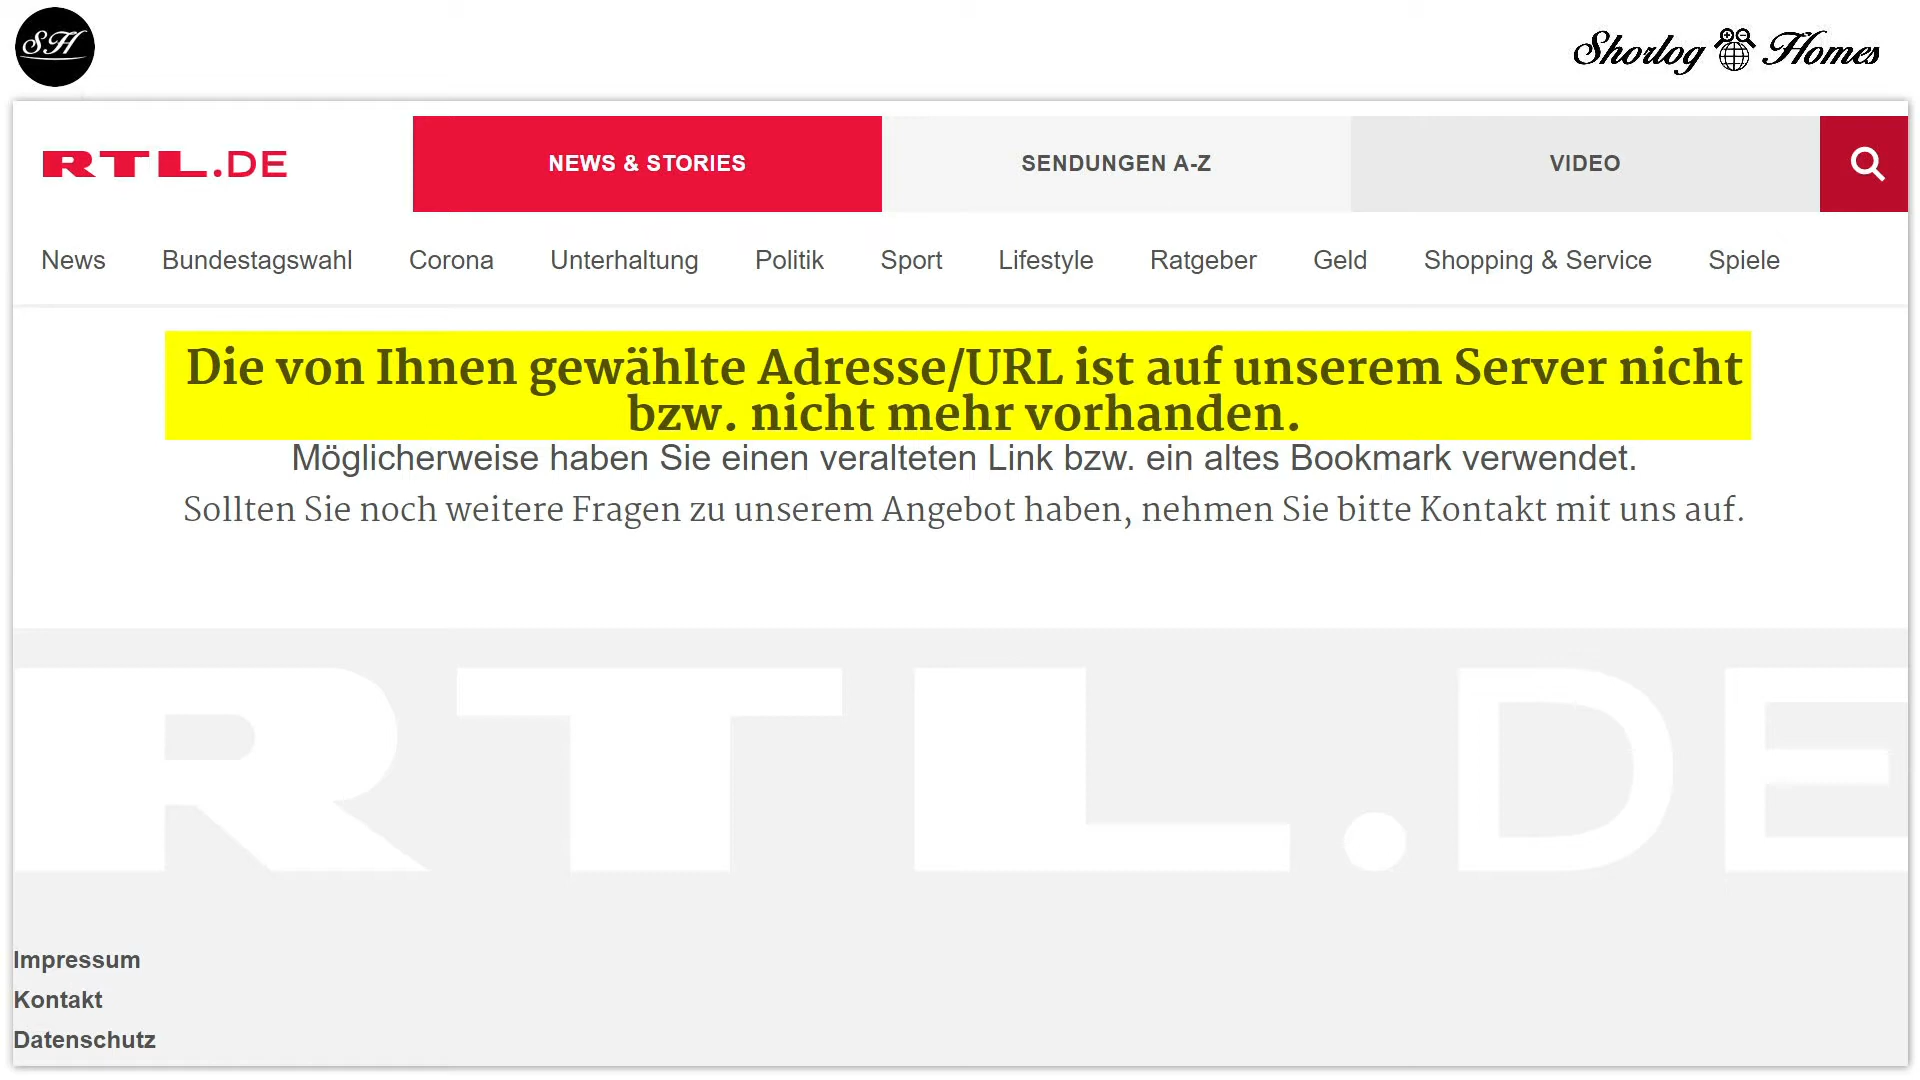 SH
Shorlog Homes
RTL.DE
NEWS & STORIES
SENDUNGEN A-Z
VIDEO
News Bundestagswahl Corona Unterhaltung Politik Sport Lifestyle Ratgeber Geld Shopping & Service Spiele
Die von Ihnen gewählte Adresse/URL ist auf unserem Server nicht
bzw. nicht mehr vorhanden.
Möglicherweise haben Sie einen veralteten Link bzw. ein altes Bookmark verwendet.
Sollten Sie noch weitere Fragen zu unserem Angebot haben, nehmen Sie bitte Kontakt mit uns auf.
RTL.DE
Impressum
Kontakt
Datenschutz